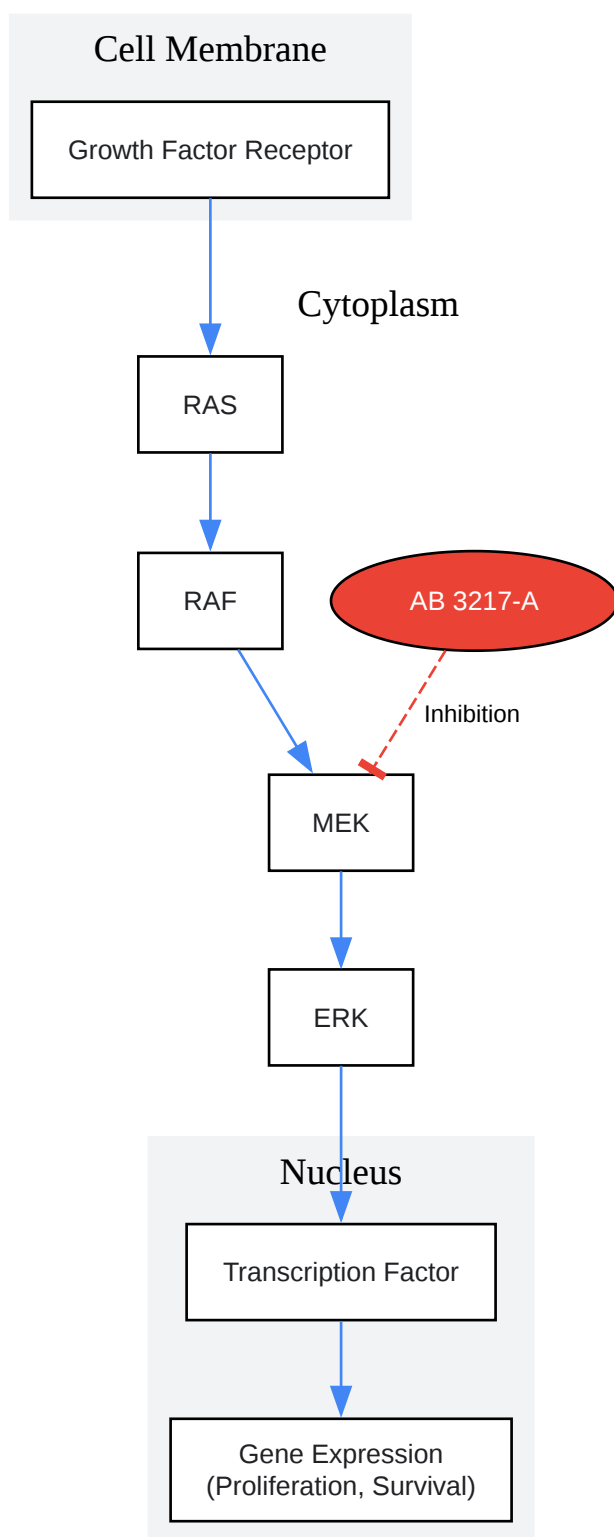 Cell Membrane
Growth Factor Receptor
Cytoplasm
RAS
RAF
AB 3217-A
Inhibition
MEK
ERK
Nucleus
Transcription Factor
Gene Expression
(Proliferation, Survival)